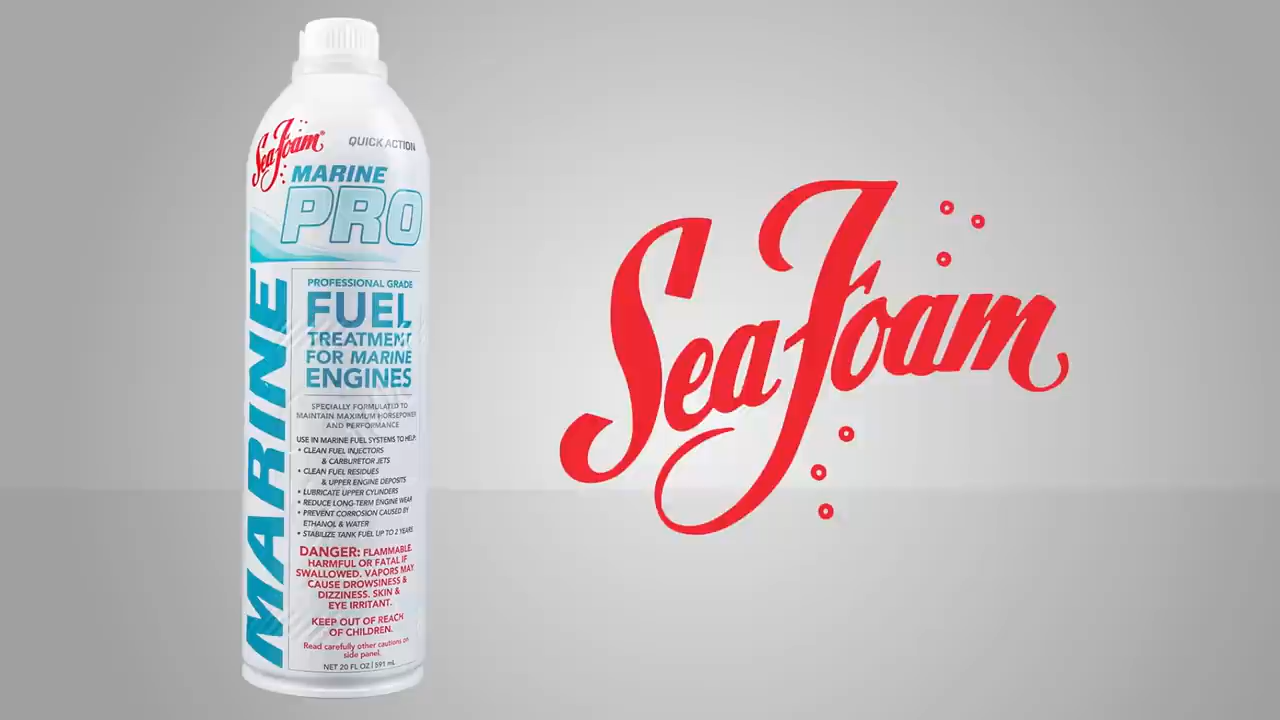 Sea Foam®
QUICK ACTION
MARINE
PRO
MARINE
PROFESSIONAL GRADE
FUEL
TREATMENT
FOR MARINE
ENGINES
SPECIALLY FORMULATED TO
MAINTAIN MAXIMUM HORSEPOWER
AND PERFORMANCE
USE IN MARINE FUEL SYSTEMS TO HELP:
• CLEAN FUEL INJECTORS
& CARBURETOR JETS
• CLEAN FUEL RESIDUES
& UPPER ENGINE DEPOSITS
• LUBRICATE UPPER CYLINDERS
• REDUCE LONG-TERM ENGINE WEAR
• PREVENT CORROSION CAUSED BY
ETHANOL & WATER
• STABILIZE TANK FUEL UP TO 2 YEARS
DANGER: FLAMMABLE.
HARMFUL OR FATAL IF
SWALLOWED. VAPORS MAY
CAUSE DROWSINESS &
DIZZINESS. SKIN &
EYE IRRITANT.
KEEP OUT OF REACH
OF CHILDREN.
Read carefully other cautions on
side panel.
NET 20 FL OZ | 591 mL
Sea Foam